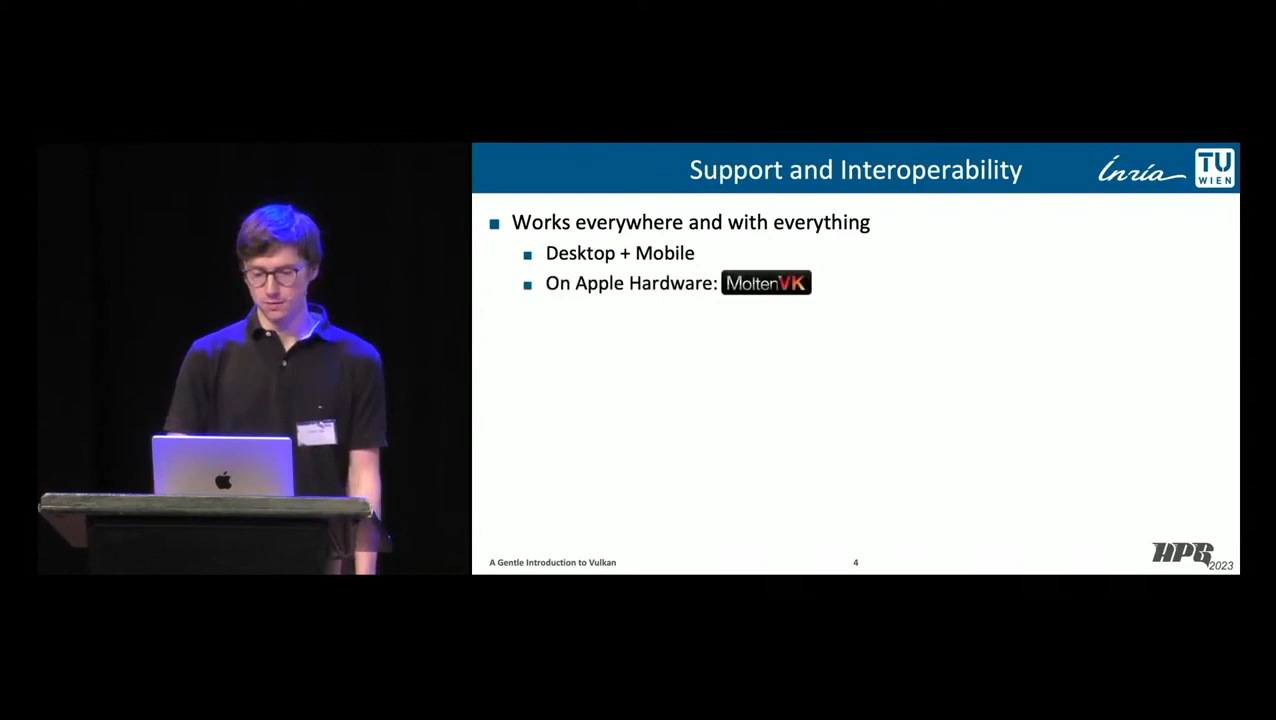 Support and Interoperability
Inria
TU
WIEN
Works everywhere and with everything
Desktop + Mobile
On Apple Hardware: MoltenVK
A Gentle Introduction to Vulkan
4
HPG
2023